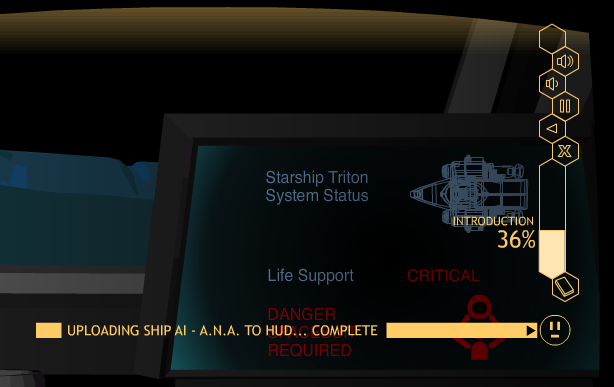 Starship Triton
System Status
INTRODUCTION
36%
Life Support CRITICAL
DANGER
UPLOADING SHIP AI - A.N.A. TO HUD... COMPLETE
REQUIRED